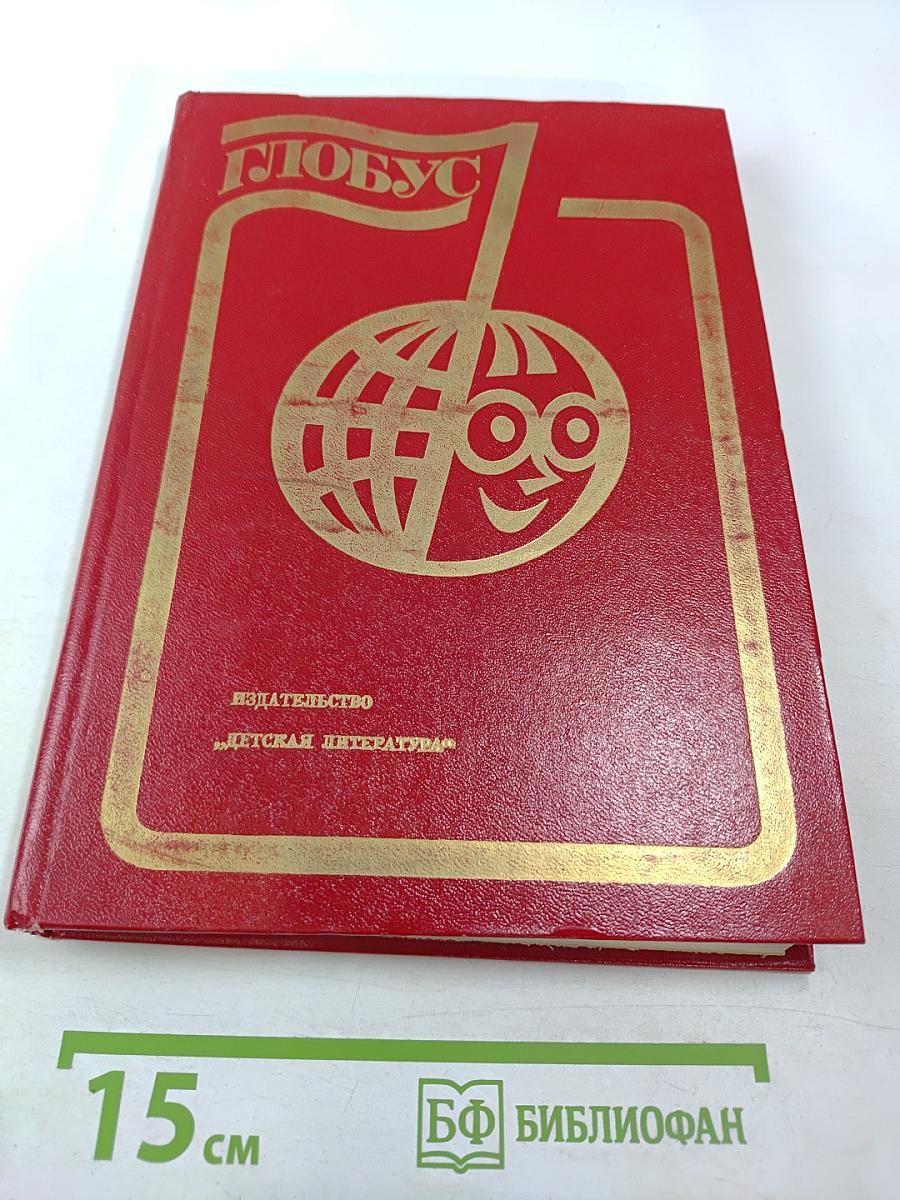 ГЛОБУС
ИЗДАТЕЛЬСТВО
„ДЕТСКАЯ ЛИТЕРАТУРА“
15 см
БФ БИБЛИОФАН